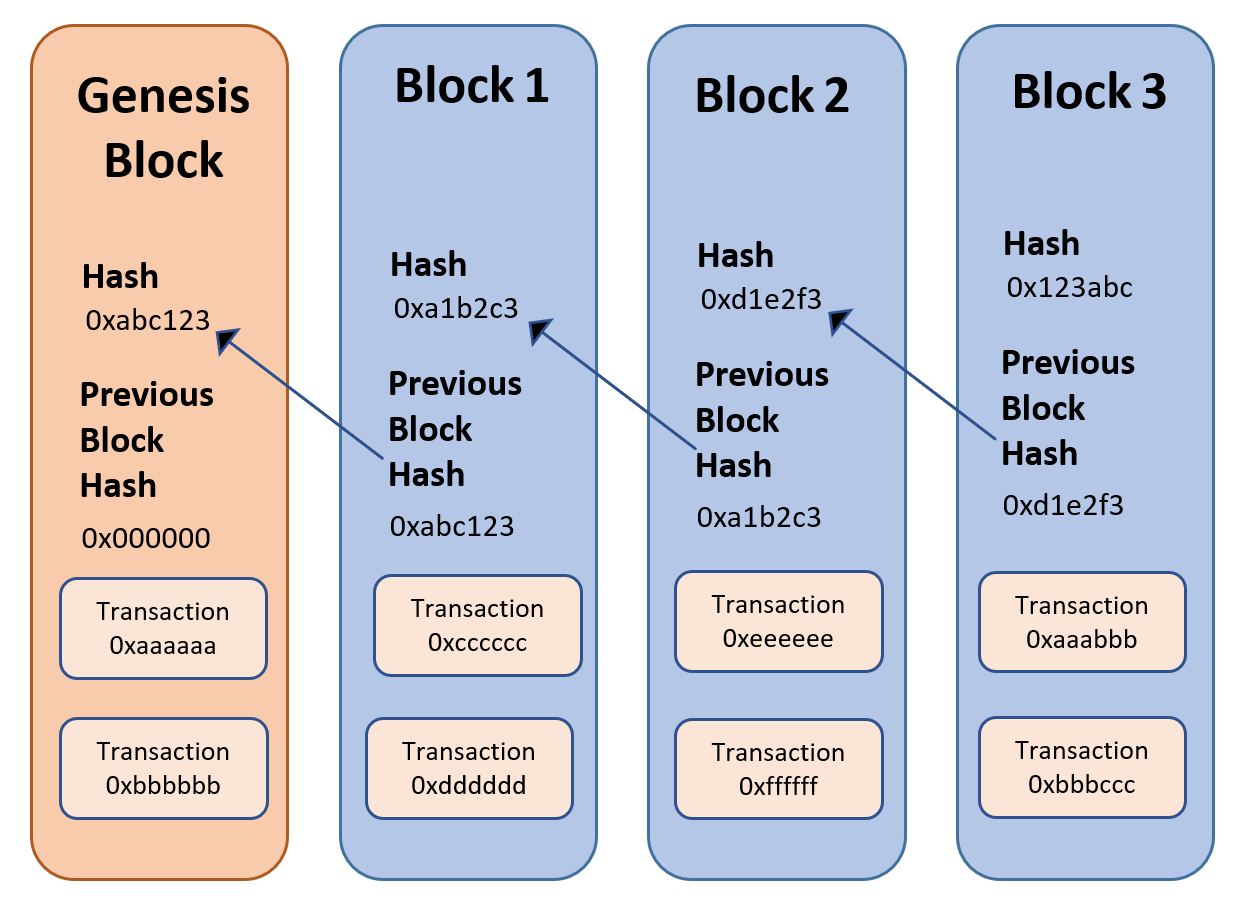 Genesis
Block
Hash
0xabc123
Previous
Block
Hash
0x000000
Transaction
0xaaaaaa
Transaction
0xbbbbbb
Block 1
Hash
0xa1b2c3
Previous
Block
Hash
0xabc123
Transaction
0xcccccc
Transaction
0xdddddd
Block 2
Hash
0xd1e2f3
Previous
Block
Hash
0xa1b2c3
Transaction
0xeeeeee
Transaction
0xffffff
Block 3
Hash
0x123abc
Previous
Block
Hash
0xd1e2f3
Transaction
0xaaabbb
Transaction
0xbbbccc